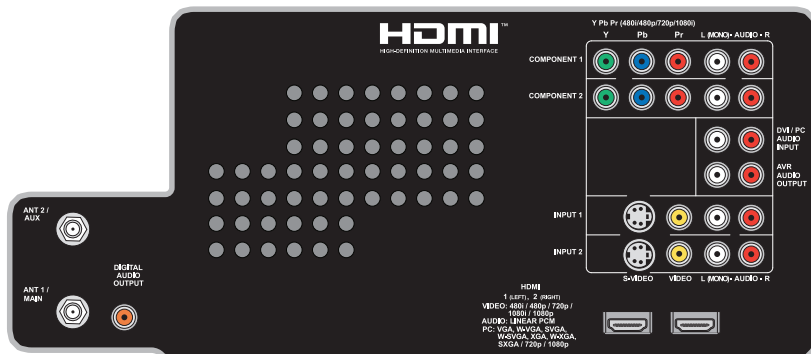 HDMI™
HIGH-DEFINITION MULTIMEDIA INTERFACE
Y Pb Pr (480i/480p/720p/1080i)
Y Pb Pr L (MONO)- AUDIO - R
COMPONENT 1
COMPONENT 2
DVI / PC
AUDIO
INPUT
AVR
AUDIO
OUTPUT
INPUT 1
INPUT 2
S-VIDEO VIDEO L (MONO)- AUDIO - R
ANT 2 /
AUX
DIGITAL
AUDIO
OUTPUT
ANT 1 /
MAIN
HDMI
1 (LEFT), 2 (RIGHT)
VIDEO: 480i / 480p / 720p /
1080i / 1080p
AUDIO: LINEAR PCM
PC: VGA, W-VGA, SVGA,
W-SVGA, XGA, W-XGA,
SXGA / 720p / 1080p